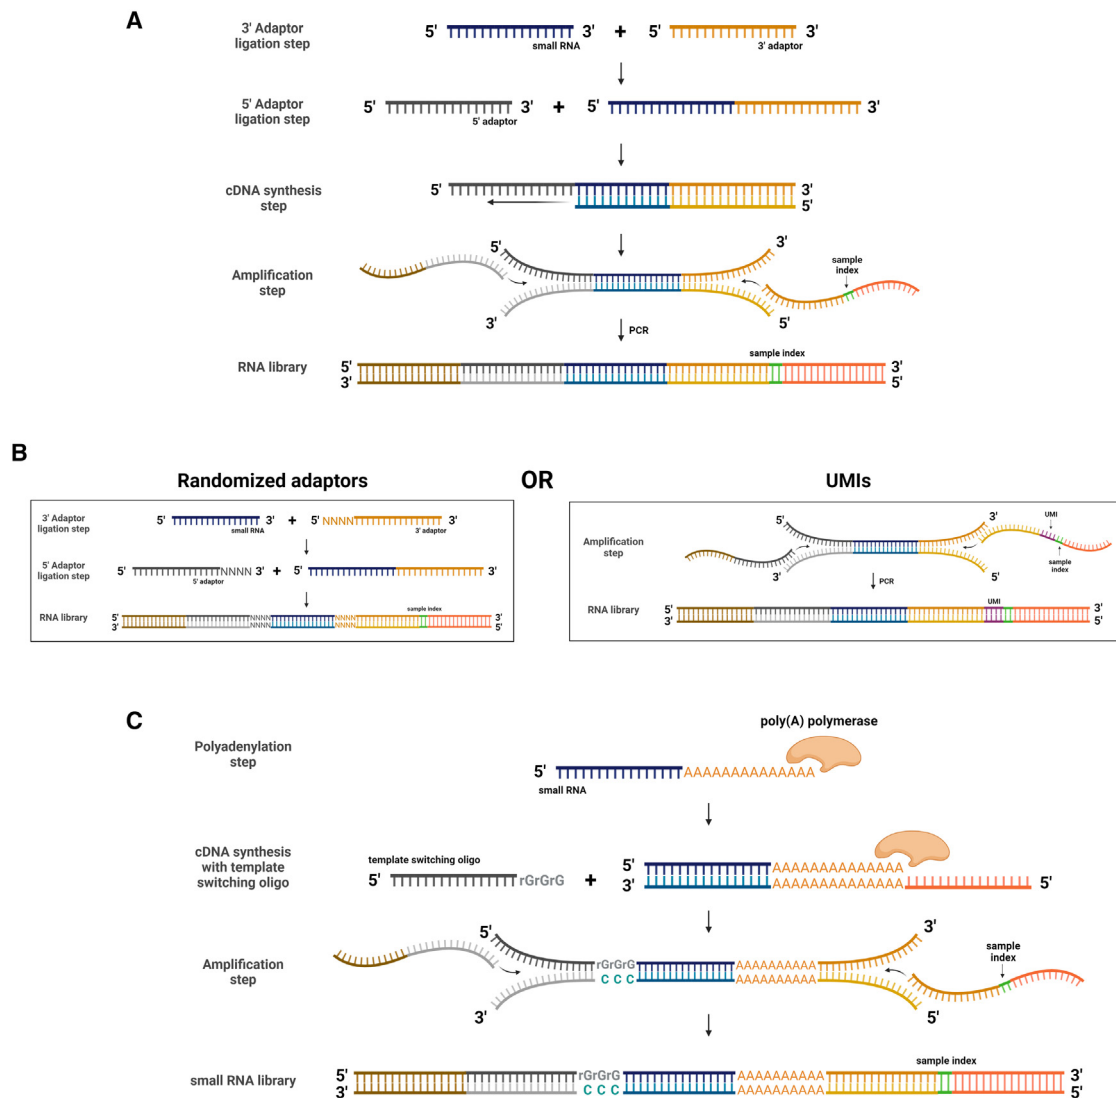 A
3' Adaptor
ligation step
5' 3' + 5' 3'
small RNA
3' adaptor
5' Adaptor
ligation step
5' 3' + 5' 3'
5' adaptor
cDNA synthesis
step
5' 3'
5'
Amplification
step
5' 3'
sample
index
3' 5'
PCR
RNA library
sample index
5' 3'
3' 5'
B
Randomized adaptors
OR
UMIs
3' Adaptor
ligation step
5' 3' + 5' NNNN 3'
small RNA
3' adaptor
5' Adaptor
ligation step
5' NNNN 3' + 5' 3'
5' adaptor
RNA library
sample index
5' NNNN NNNN 3'
3' NNNN NNNN 5'
Amplification
step
5' 3'
UMI
sample
index
3' 5'
PCR
RNA library
UMI
5' 3'
3' 5'
C
poly(A) polymerase
Polyadenylation
step
5' AAAAAAAAAAAAAA
small RNA
cDNA synthesis
with template
switching oligo
template switching oligo
5' rGrGrG +
5' AAAAAAAAAAAAAA
3' AAAAAAAAAAAAAA 5'
Amplification
step
5' 3'
sample
index
rGrGrG AAAAAAAAAA
C C C AAAAAAAAAA
3' 5'
small RNA library
sample index
5' rGrGrG AAAAAAAAAA 3'
3' C C C AAAAAAAAAA 5'